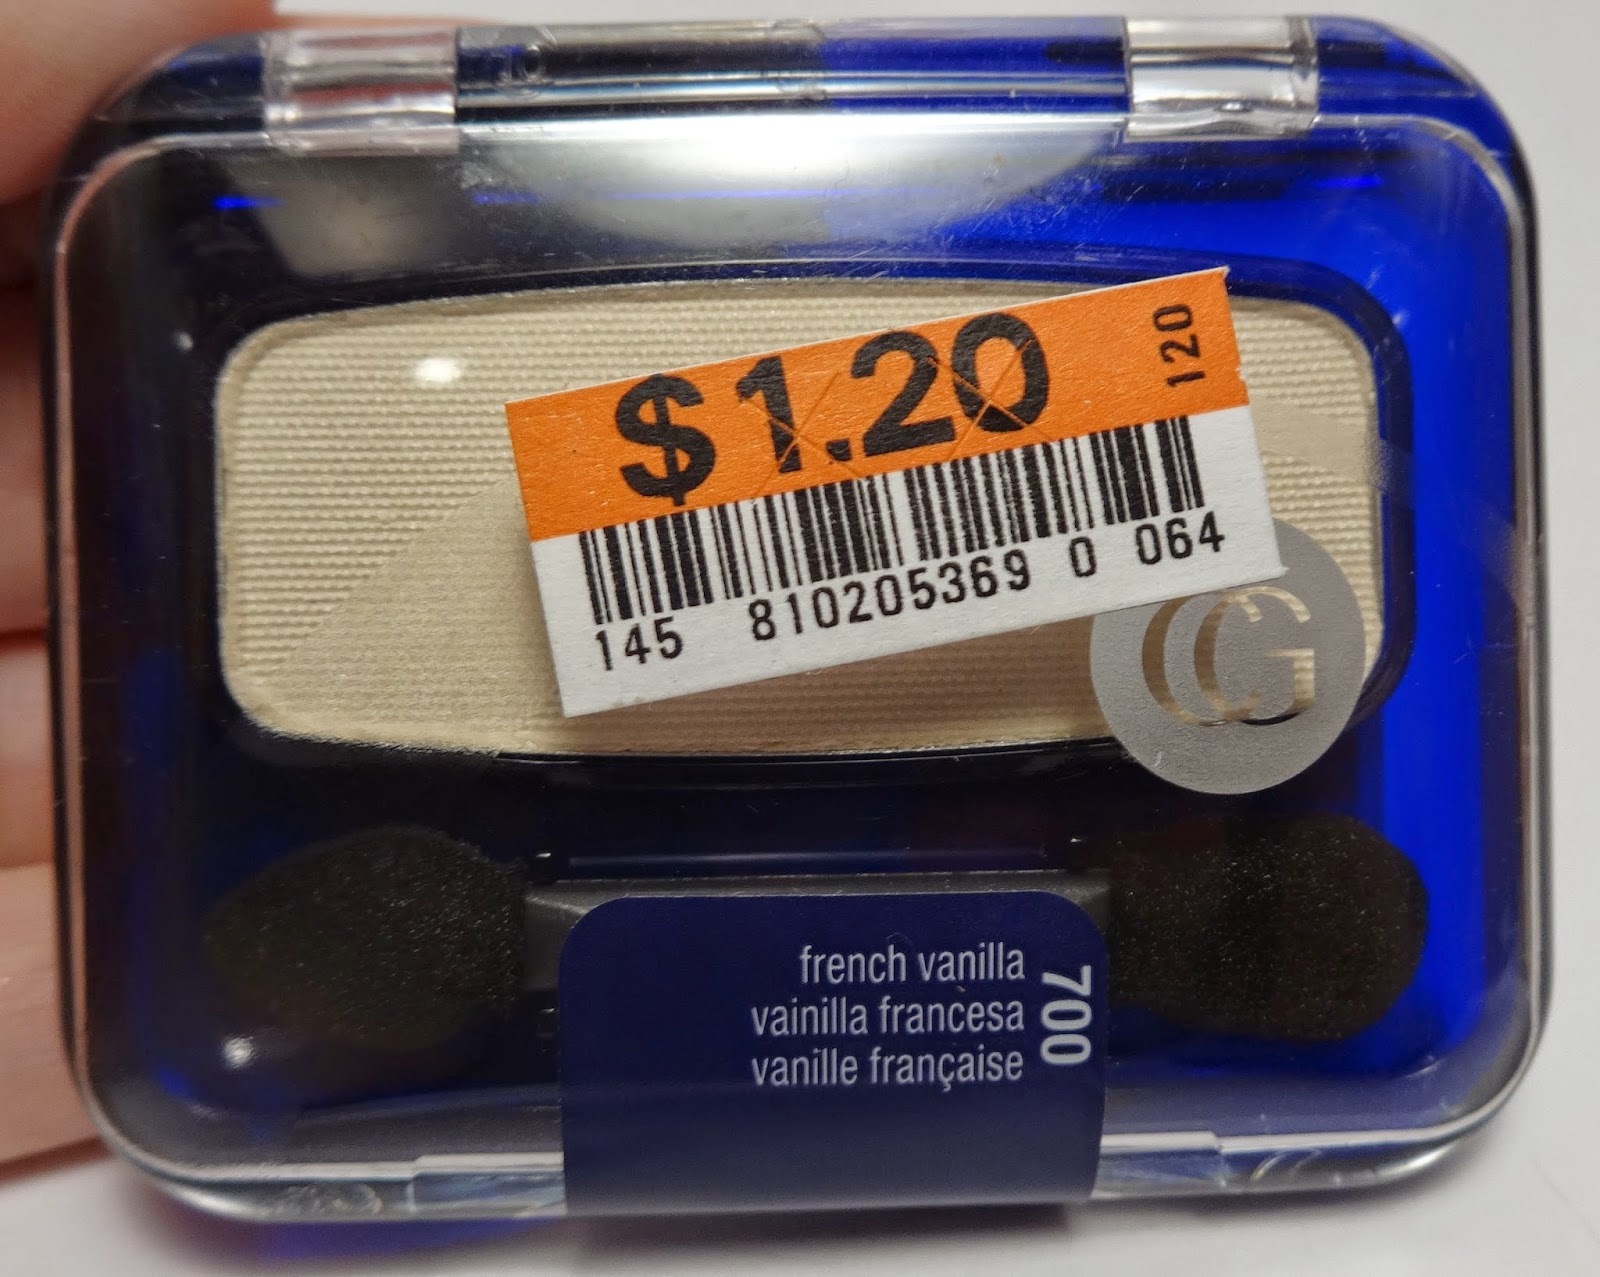 $1.20
120
145 810205369 0 064
CG
french vanilla
vainilla francesa
vanille française
700